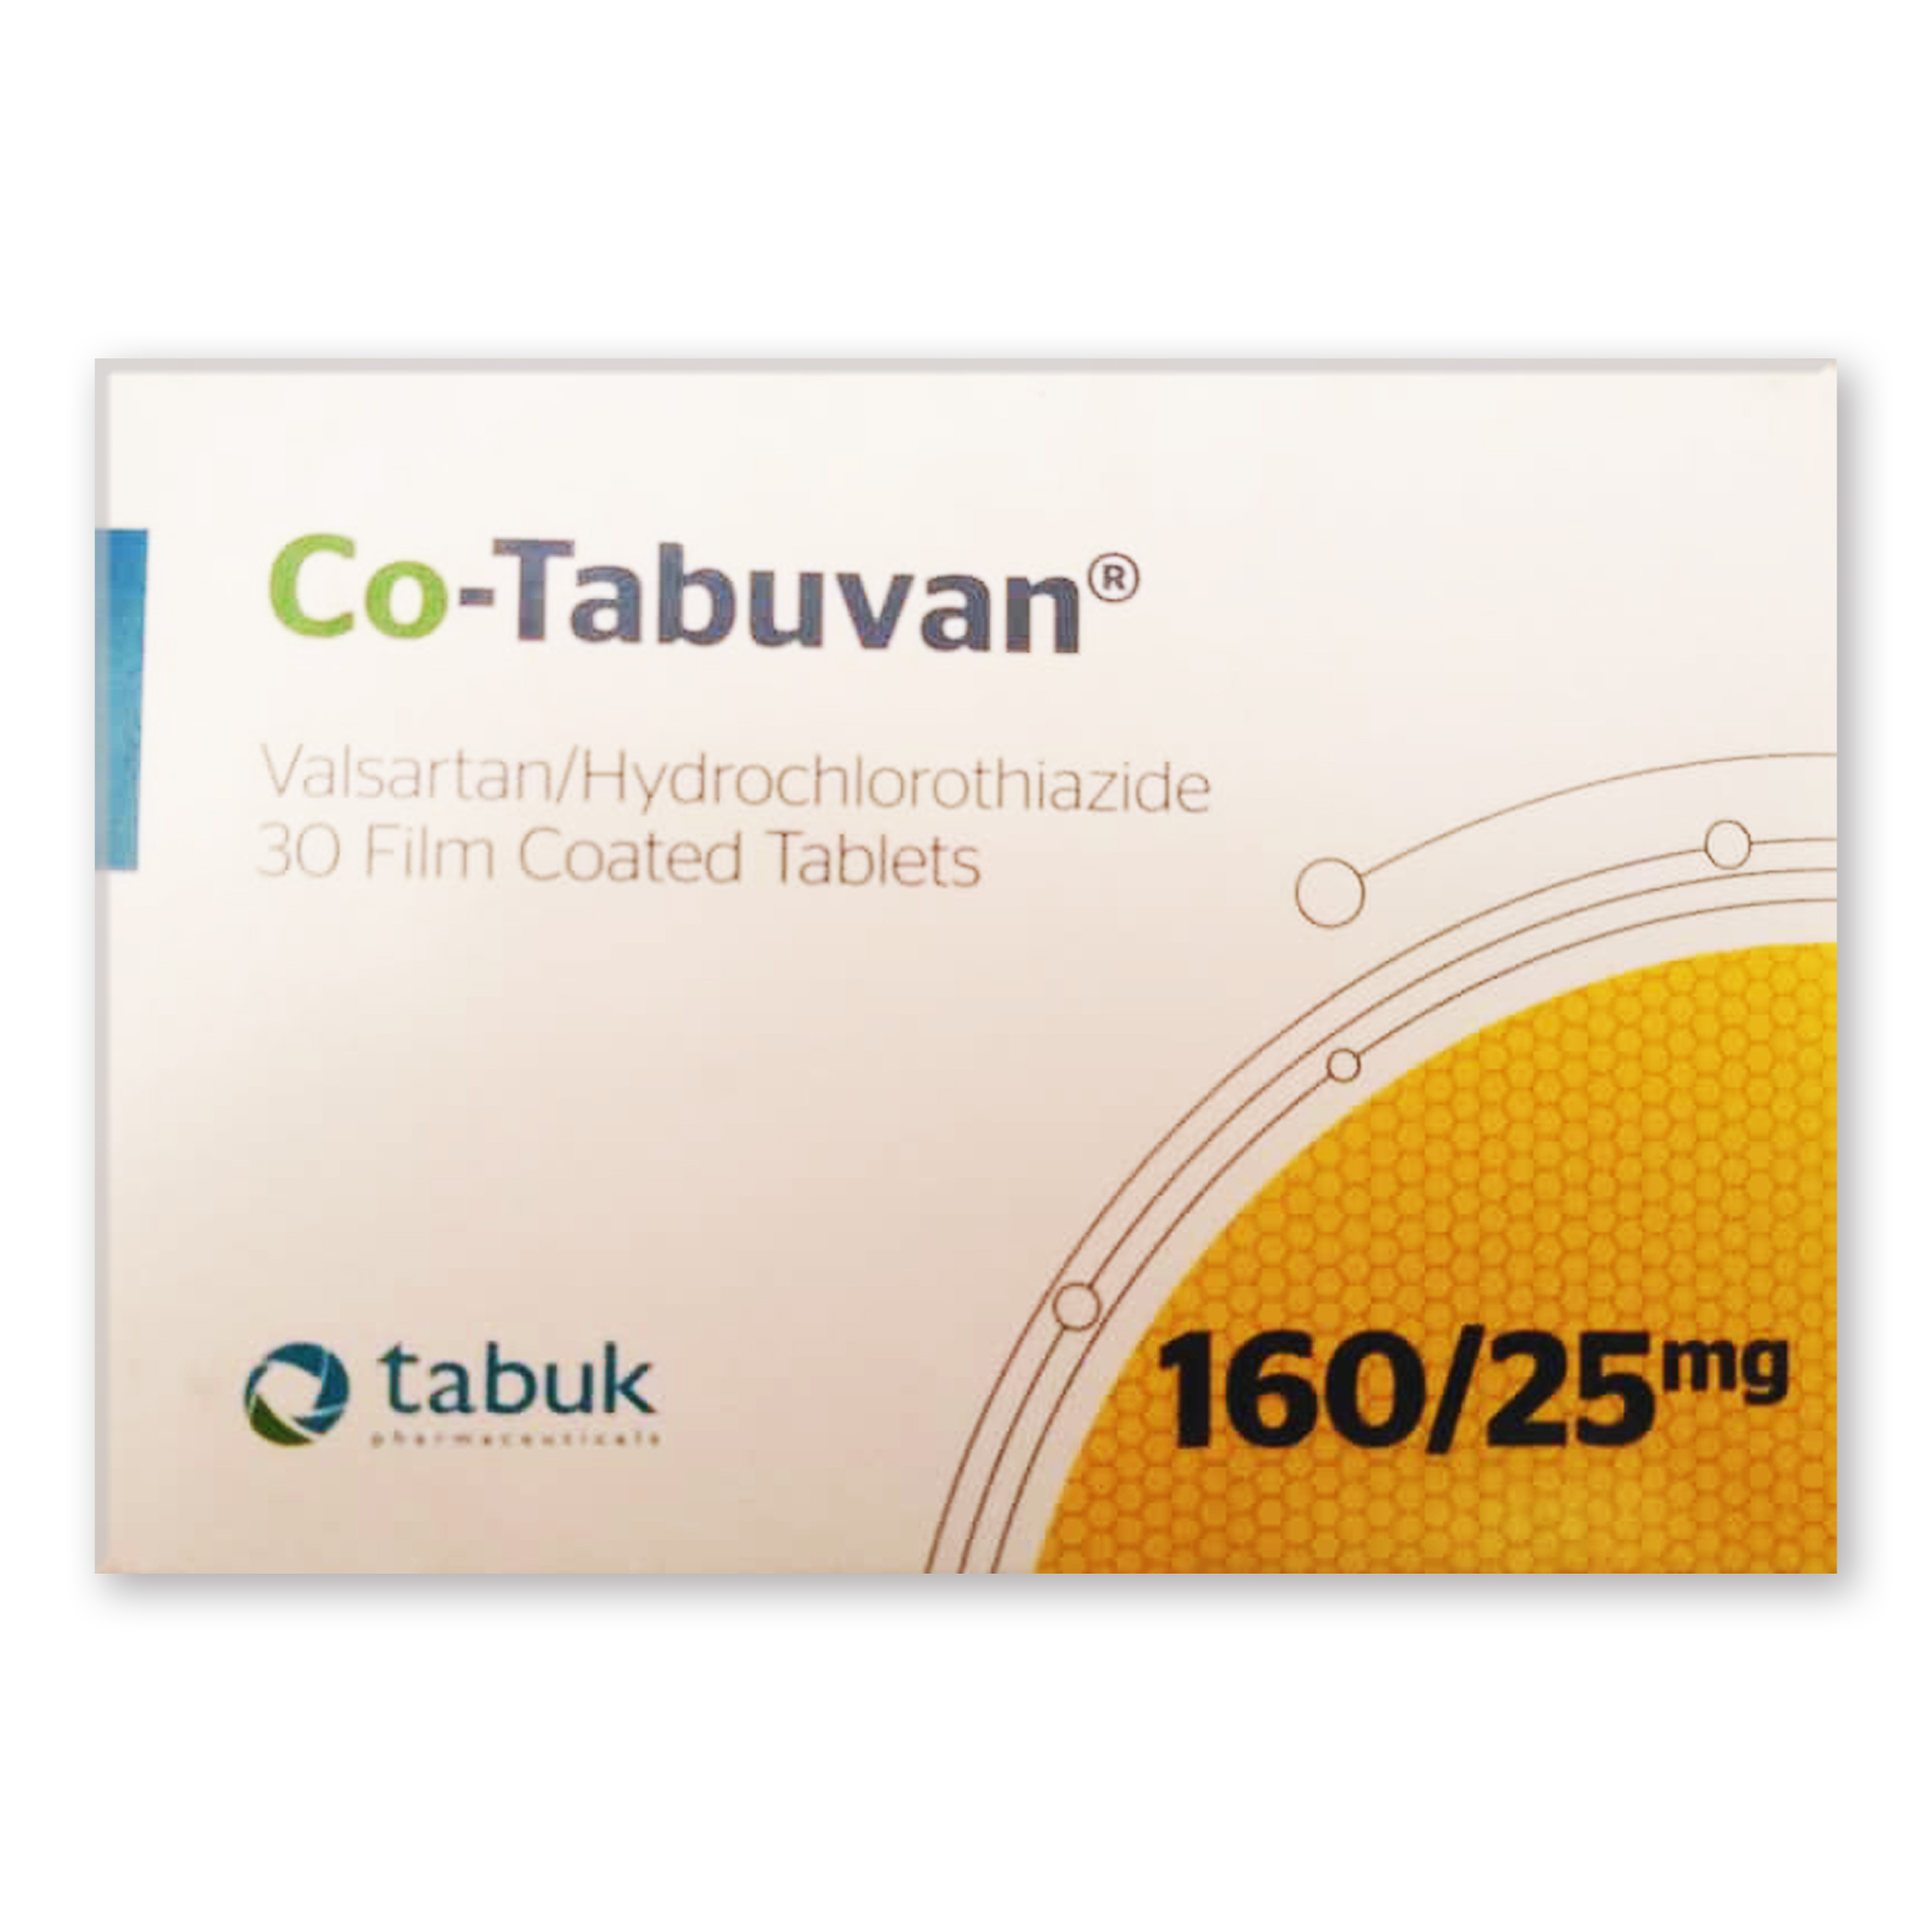 Co-Tabuvan®
Valsartan/Hydrochlorothiazide
30 Film Coated Tablets
tabuk
pharmaceuticals
160/25mg